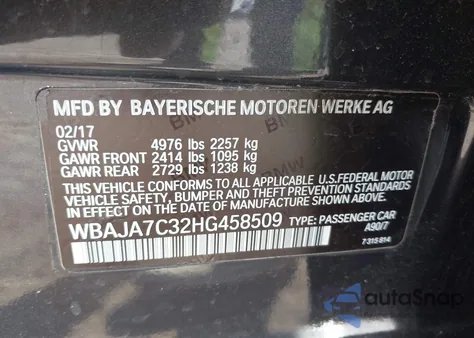 MFD BY BAYERISCHE MOTOREN WERKE AG
02/17
GVWR 4976 lbs 2257 kg
GAWR FRONT 2414 lbs 1095 kg
GAWR REAR 2729 lbs 1238 kg
THIS VEHICLE CONFORMS TO ALL APPLICABLE U.S.FEDERAL MOTOR
VEHICLE SAFETY, BUMPER AND THEFT PREVENTION STANDARDS
IN EFFECT ON THE DATE OF MANUFACTURE SHOWN ABOVE.
WBAJA7C32HG458509 TYPE: PASSENGER CAR
A90/7
7 315 814
autoSnap